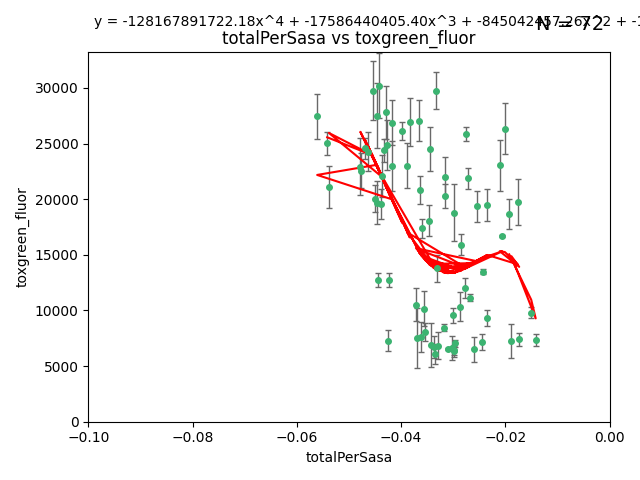 y = -128167891722.18x^4 + -17586440405.40x^3 + -845042
N = 72
totalPerSasa vs toxgreen_fluor
30000
25000
20000
15000
10000
5000
0
toxgreen_fluor
−0.10 −0.08 −0.06 −0.04 −0.02 0.00
totalPerSasa